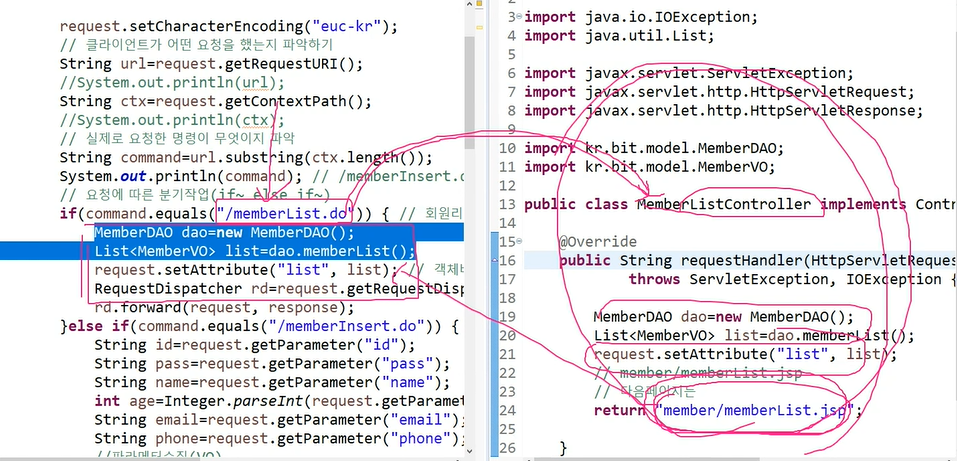 request.setCharacterEncoding("euc-kr");
// 클라이언트가 어떤 요청을 했는지 파악하기
String url=request.getRequestURI();
//System.out.println(url);
String ctx=request.getContextPath();
//System.out.println(ctx);
// 실제로 요청한 명령이 무엇이지 파악
String command=url.substring(ctx.length());
System.out.println(command); // /memberInsert.d
// 요청에 따른 분기작업(if~ else if~)
if(command.equals("/memberList.do")) { // 회원리
MemberDAO dao=new MemberDAO();
List<MemberVO> list=dao.memberList();
request.setAttribute("list", list); // 객체바
RequestDispatcher rd=request.getRequestDisp
rd.forward(request, response);
}else if(command.equals("/memberInsert.do")) {
String id=request.getParameter("id");
String pass=request.getParameter("pass");
String name=request.getParameter("name");
int age=Integer.parseInt(request.getParamete
String email=request.getParameter("email");
String phone=request.getParameter("phone");
//파라메터수집(VO)
3 import java.io.IOException;
4 import java.util.List;
5
6 import javax.servlet.ServletException;
7 import javax.servlet.http.HttpServletRequest;
8 import javax.servlet.http.HttpServletResponse;
9
10 import kr.bit.model.MemberDAO;
11 import kr.bit.model.MemberVO;
12
13 public class MemberListController implements Contr
14
15 @Override
16 public String requestHandler(HttpServletReques
17 throws ServletException, IOException {
18
19 MemberDAO dao=new MemberDAO();
20 List<MemberVO> list=dao.memberList();
21 request.setAttribute("list", list);
22 // member/memberList.jsp
23 // 다음페이지는
24 return "member/memberList.jsp";
25
26 }